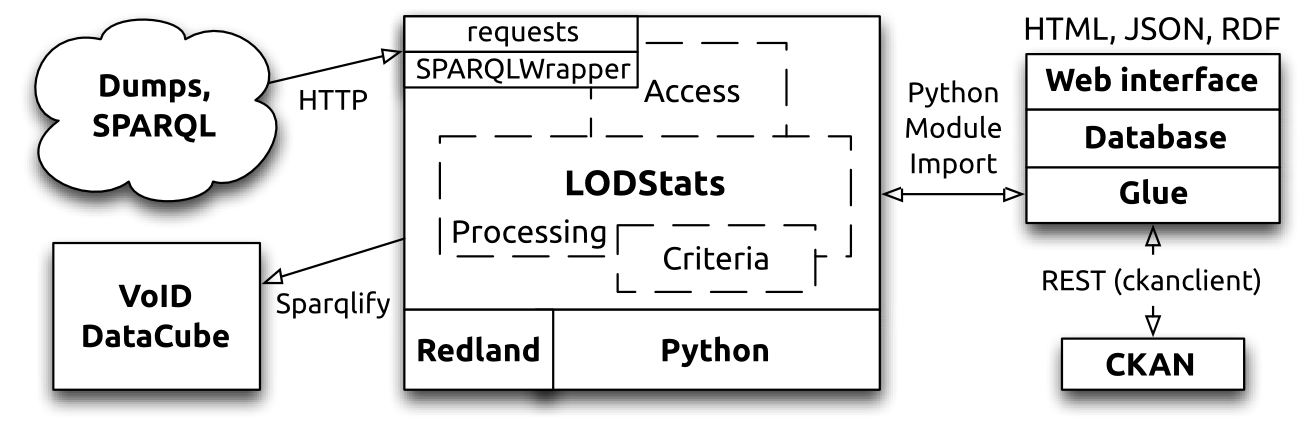 Dumps,
SPARQL
HTTP
requests
SPARQLWrapper
Access
LODStats
Processing
Criteria
Redland
Python
VoID
DataCube
Sparqlify
Python
Module
Import
HTML, JSON, RDF
Web interface
Database
Glue
REST (ckanclient)
CKAN